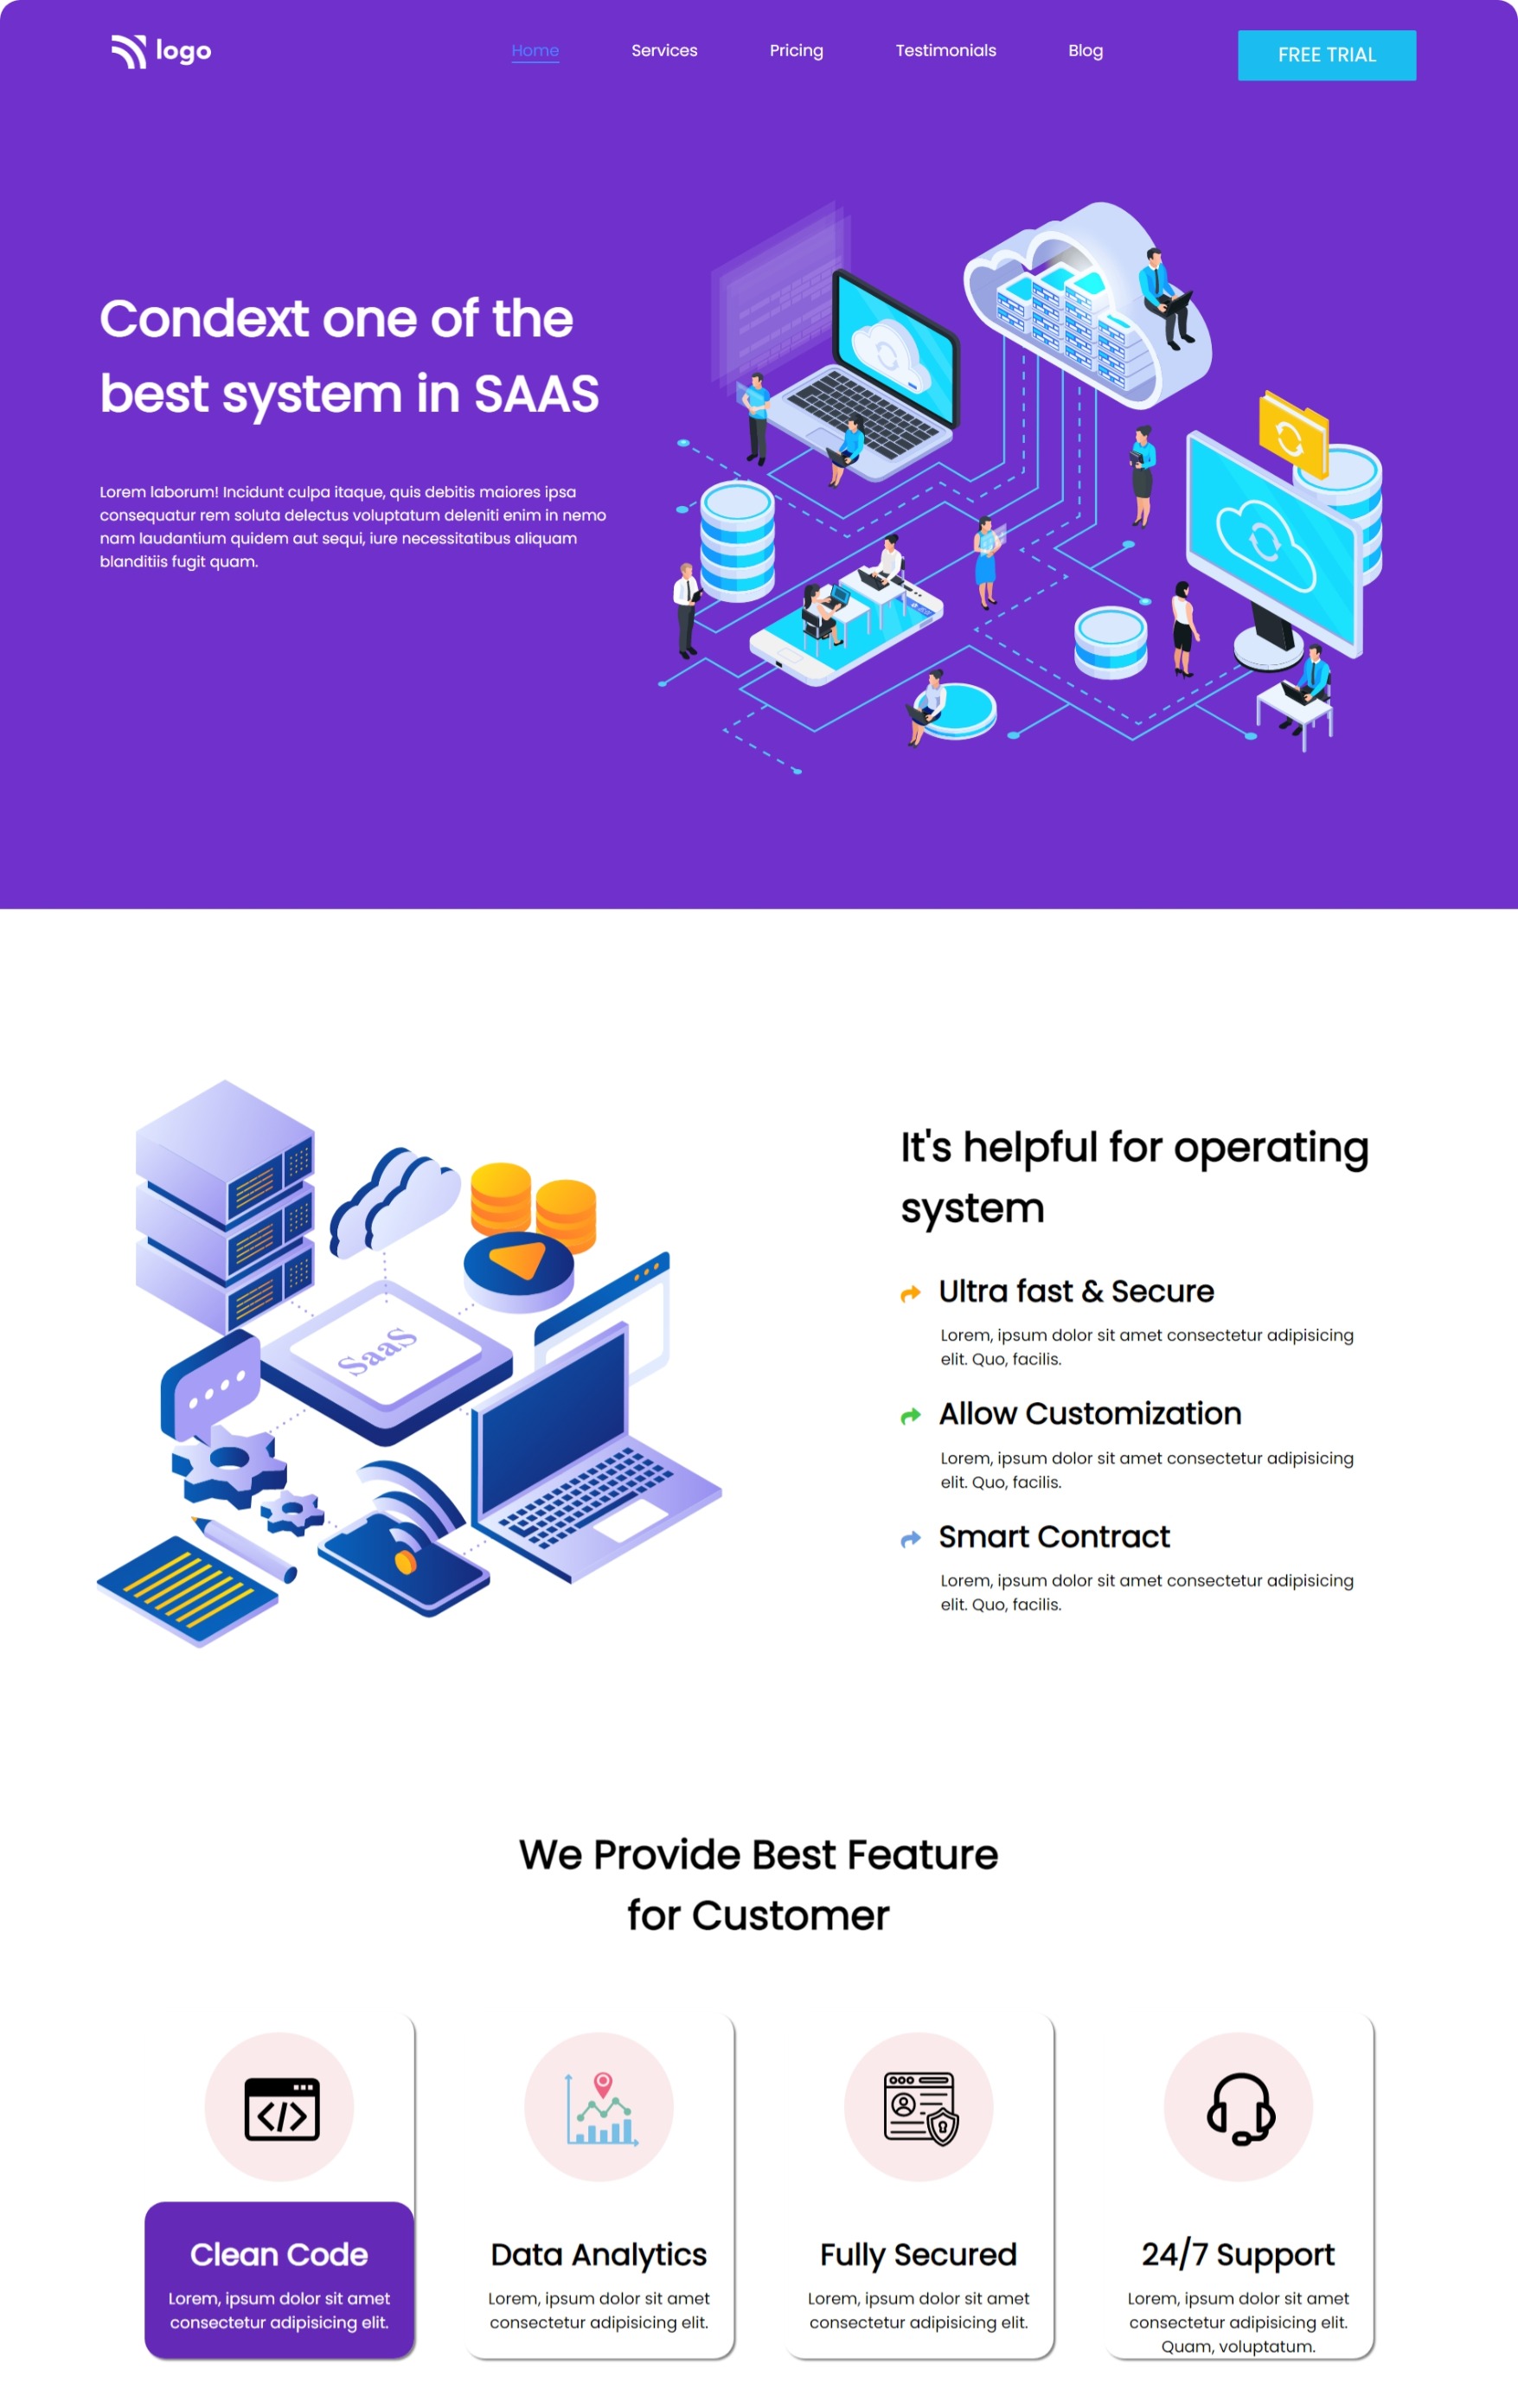 logo
Home
Services
Pricing
Testimonials
Blog
FREE TRIAL
Condext one of the
best system in SAAS
Lorem laborum! Incidunt culpa itaque, quis debitis maiores ipsa
consequatur rem soluta delectus voluptatum deleniti enim in nemo
nam laudantium quidem aut sequi, iure necessitatibus aliquam
blanditiis fugit quam.
SaaS
It's helpful for operating
system
Ultra fast & Secure
Lorem, ipsum dolor sit amet consectetur adipisicing
elit. Quo, facilis.
Allow Customization
Lorem, ipsum dolor sit amet consectetur adipisicing
elit. Quo, facilis.
Smart Contract
Lorem, ipsum dolor sit amet consectetur adipisicing
elit. Quo, facilis.
We Provide Best Feature
for Customer
Clean Code
Lorem, ipsum dolor sit amet
consectetur adipisicing elit.
Data Analytics
Lorem, ipsum dolor sit amet
consectetur adipisicing elit.
Fully Secured
Lorem, ipsum dolor sit amet
consectetur adipisicing elit.
24/7 Support
Lorem, ipsum dolor sit amet
consectetur adipisicing elit.
Quam, voluptatum.